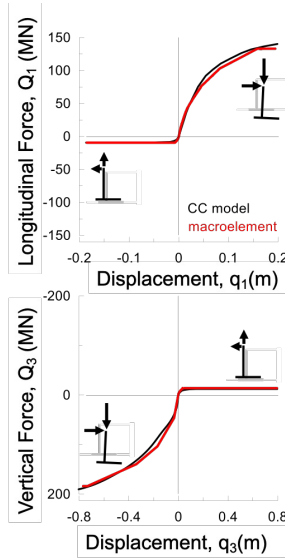 Longitudinal Force, Q1 (MN)
150
100
50
0
-50
-100
-150
CC model
macroelement
-0.2 -0.1 0 0.1 0.2
Displacement, q1(m)
Vertical Force, Q3 (MN)
-200
0
200
-0.8 -0.4 0 0.4 0.8
Displacement, q3(m)